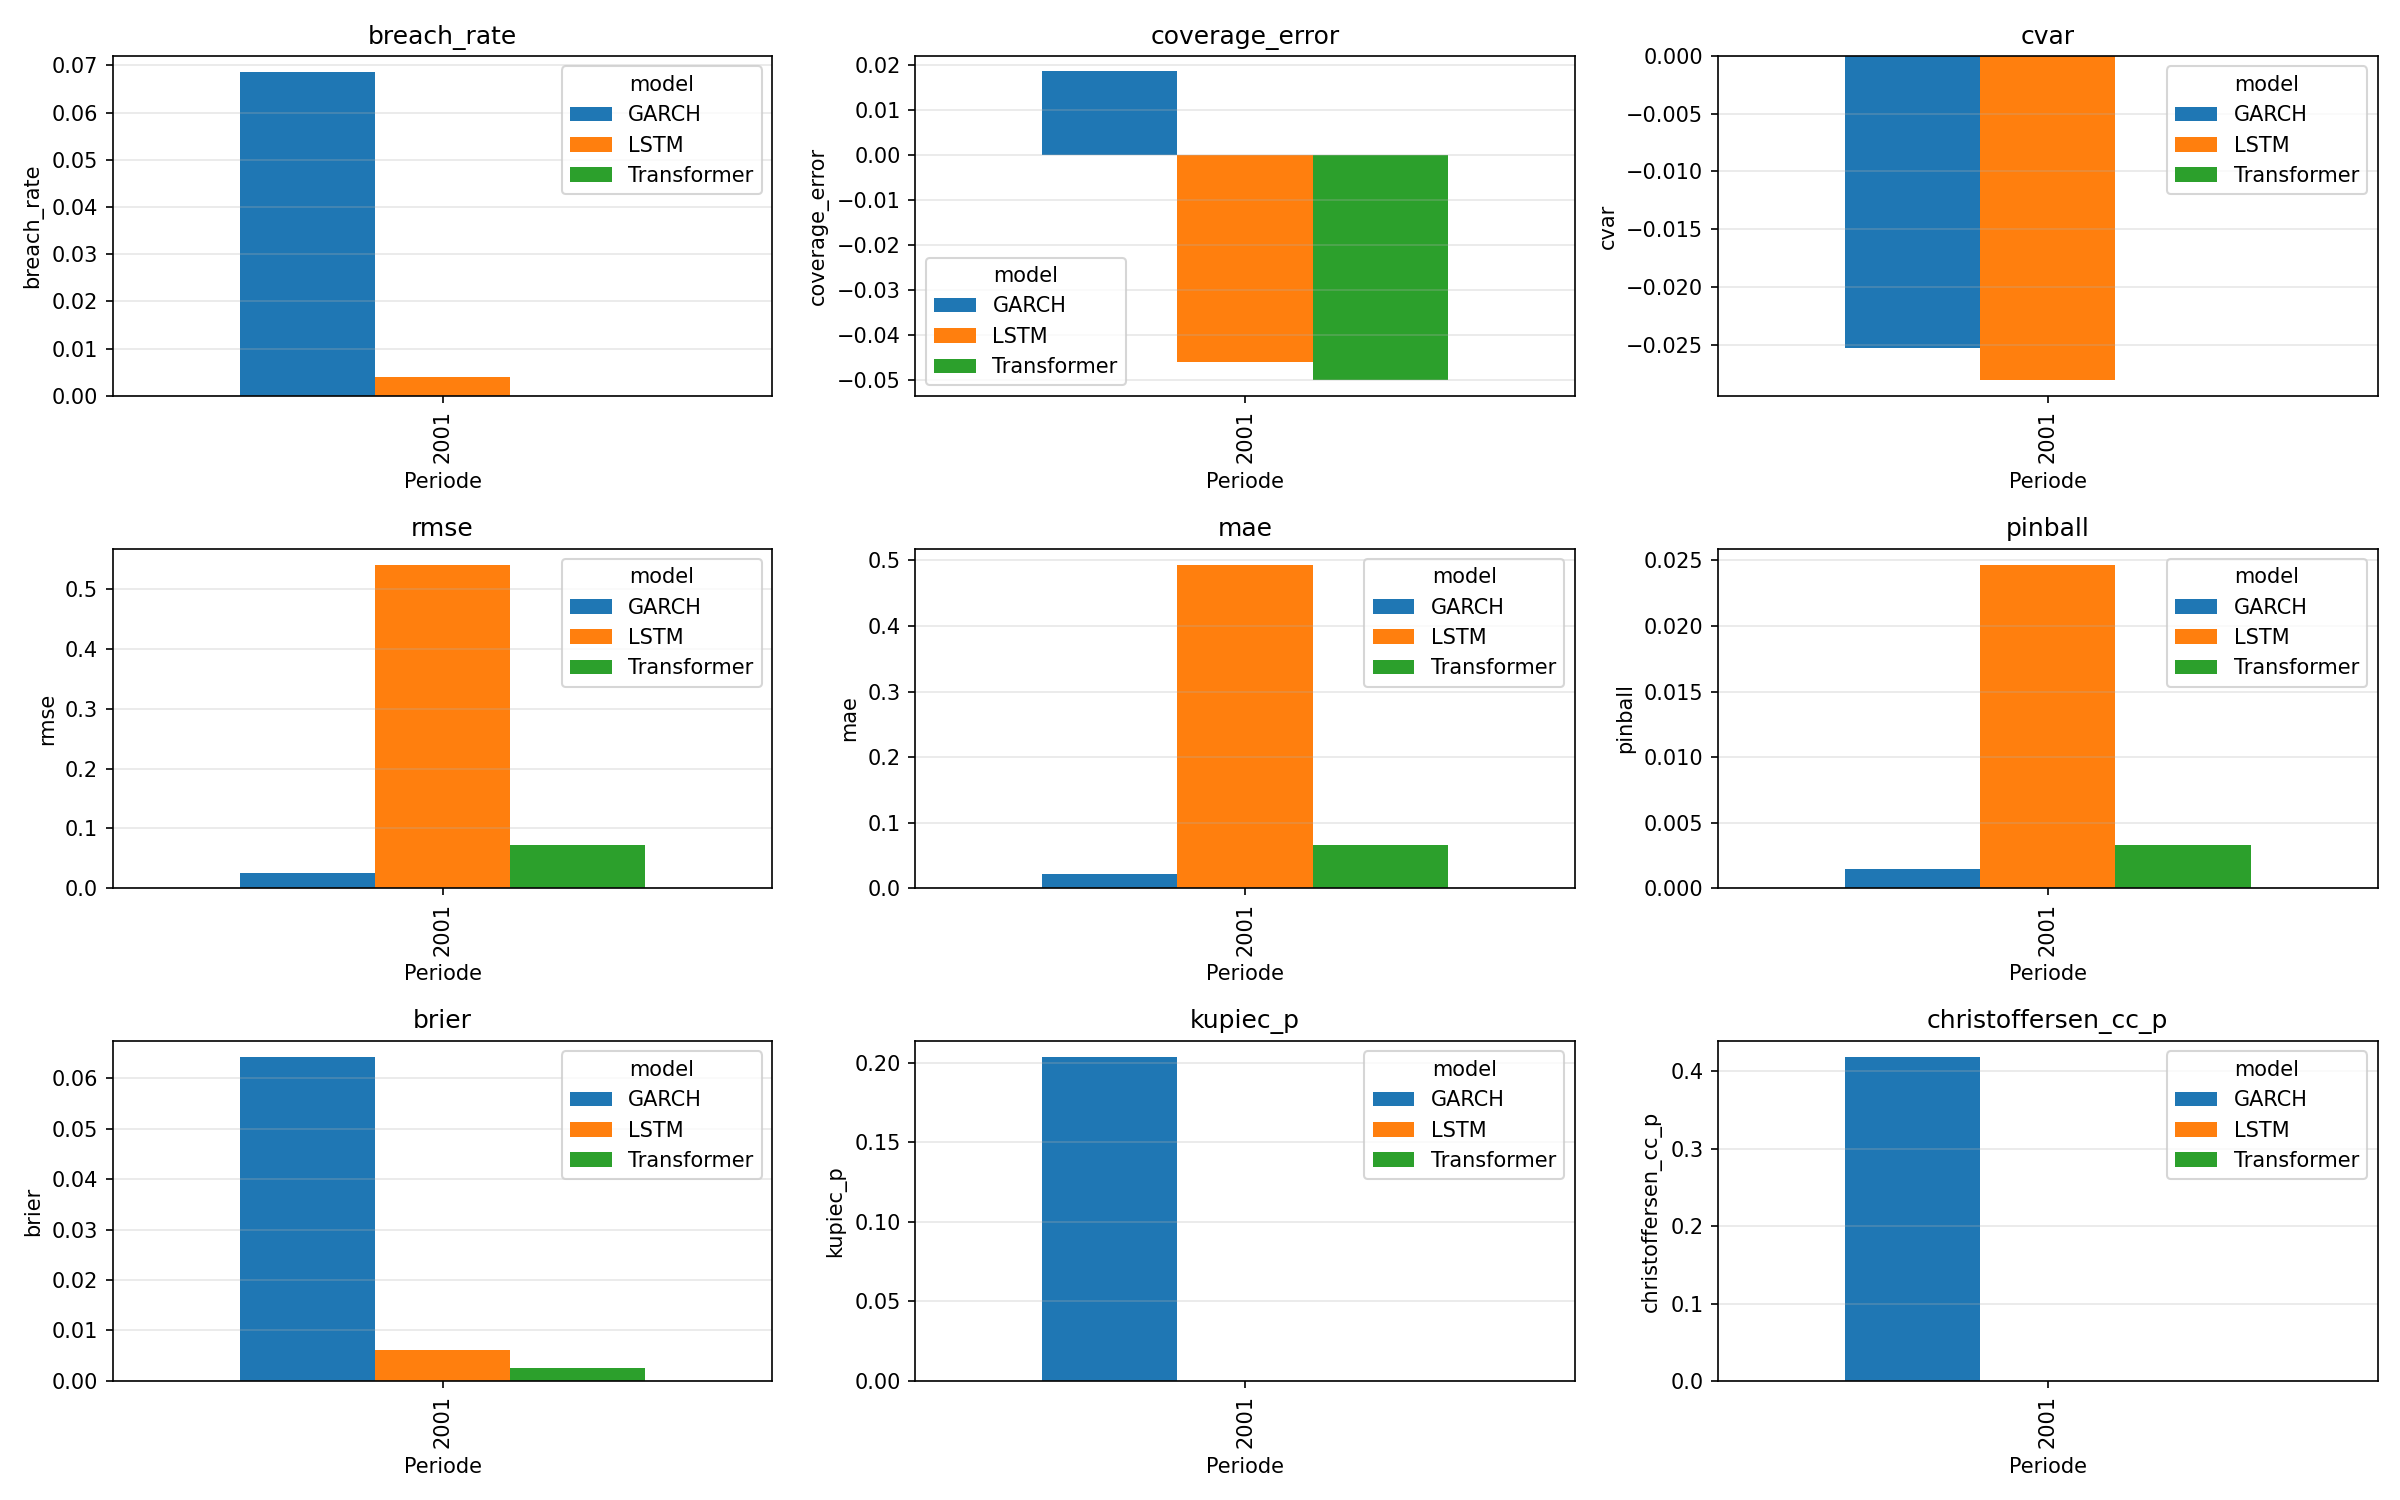 breach_rate
0.07
0.06
0.05
0.04
0.03
0.02
0.01
0.00
breach_rate
model
GARCH
LSTM
Transformer
2001
Periode
coverage_error
0.02
0.01
0.00
−0.01
−0.02
−0.03
−0.04
−0.05
coverage_error
model
GARCH
LSTM
Transformer
2001
Periode
cvar
0.000
−0.005
−0.010
−0.015
−0.020
−0.025
cvar
model
GARCH
LSTM
Transformer
2001
Periode
rmse
0.5
0.4
0.3
0.2
0.1
0.0
rmse
model
GARCH
LSTM
Transformer
2001
Periode
mae
0.5
0.4
0.3
0.2
0.1
0.0
mae
model
GARCH
LSTM
Transformer
2001
Periode
pinball
0.025
0.020
0.015
0.010
0.005
0.000
pinball
model
GARCH
LSTM
Transformer
2001
Periode
brier
0.06
0.05
0.04
0.03
0.02
0.01
0.00
brier
model
GARCH
LSTM
Transformer
2001
Periode
kupiec_p
0.20
0.15
0.10
0.05
0.00
kupiec_p
model
GARCH
LSTM
Transformer
2001
Periode
christoffersen_cc_p
0.4
0.3
0.2
0.1
0.0
christoffersen_cc_p
model
GARCH
LSTM
Transformer
2001
Periode